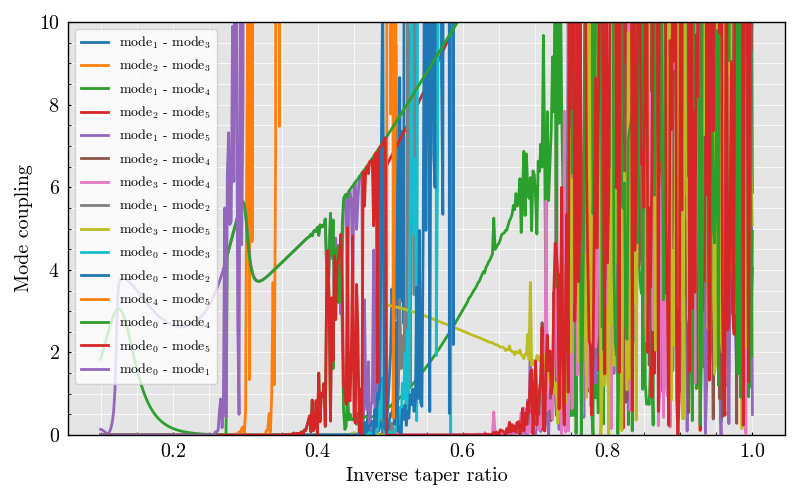 10
8
6
4
2
0
Mode coupling
mode₁ - mode₃
mode₂ - mode₃
mode₁ - mode₄
mode₂ - mode₅
mode₁ - mode₅
mode₂ - mode₄
mode₃ - mode₄
mode₁ - mode₂
mode₃ - mode₅
mode₀ - mode₃
mode₀ - mode₂
mode₄ - mode₅
mode₀ - mode₄
mode₀ - mode₅
mode₀ - mode₁
0.2 0.4 0.6 0.8 1.0
Inverse taper ratio